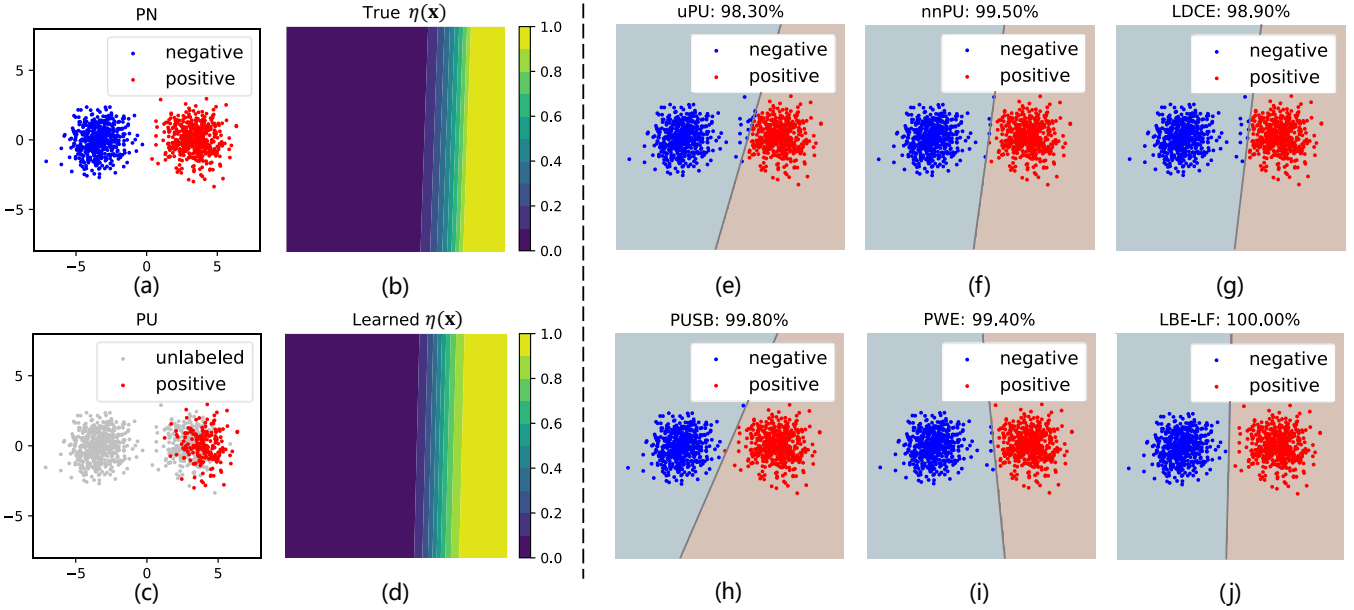 PN
negative
positive
5
0
−5
−5
0
5
(a)
True η(x)
1.0
0.8
0.6
0.4
0.2
0.0
(b)
uPU: 98.30%
negative
positive
(e)
nnPU: 99.50%
negative
positive
(f)
LDCE: 98.90%
negative
positive
(g)
PU
unlabeled
positive
5
0
−5
−5
0
5
(c)
Learned η(x)
1.0
0.8
0.6
0.4
0.2
0.0
(d)
PUSB: 99.80%
negative
positive
(h)
PWE: 99.40%
negative
positive
(i)
LBE-LF: 100.00%
negative
positive
(j)